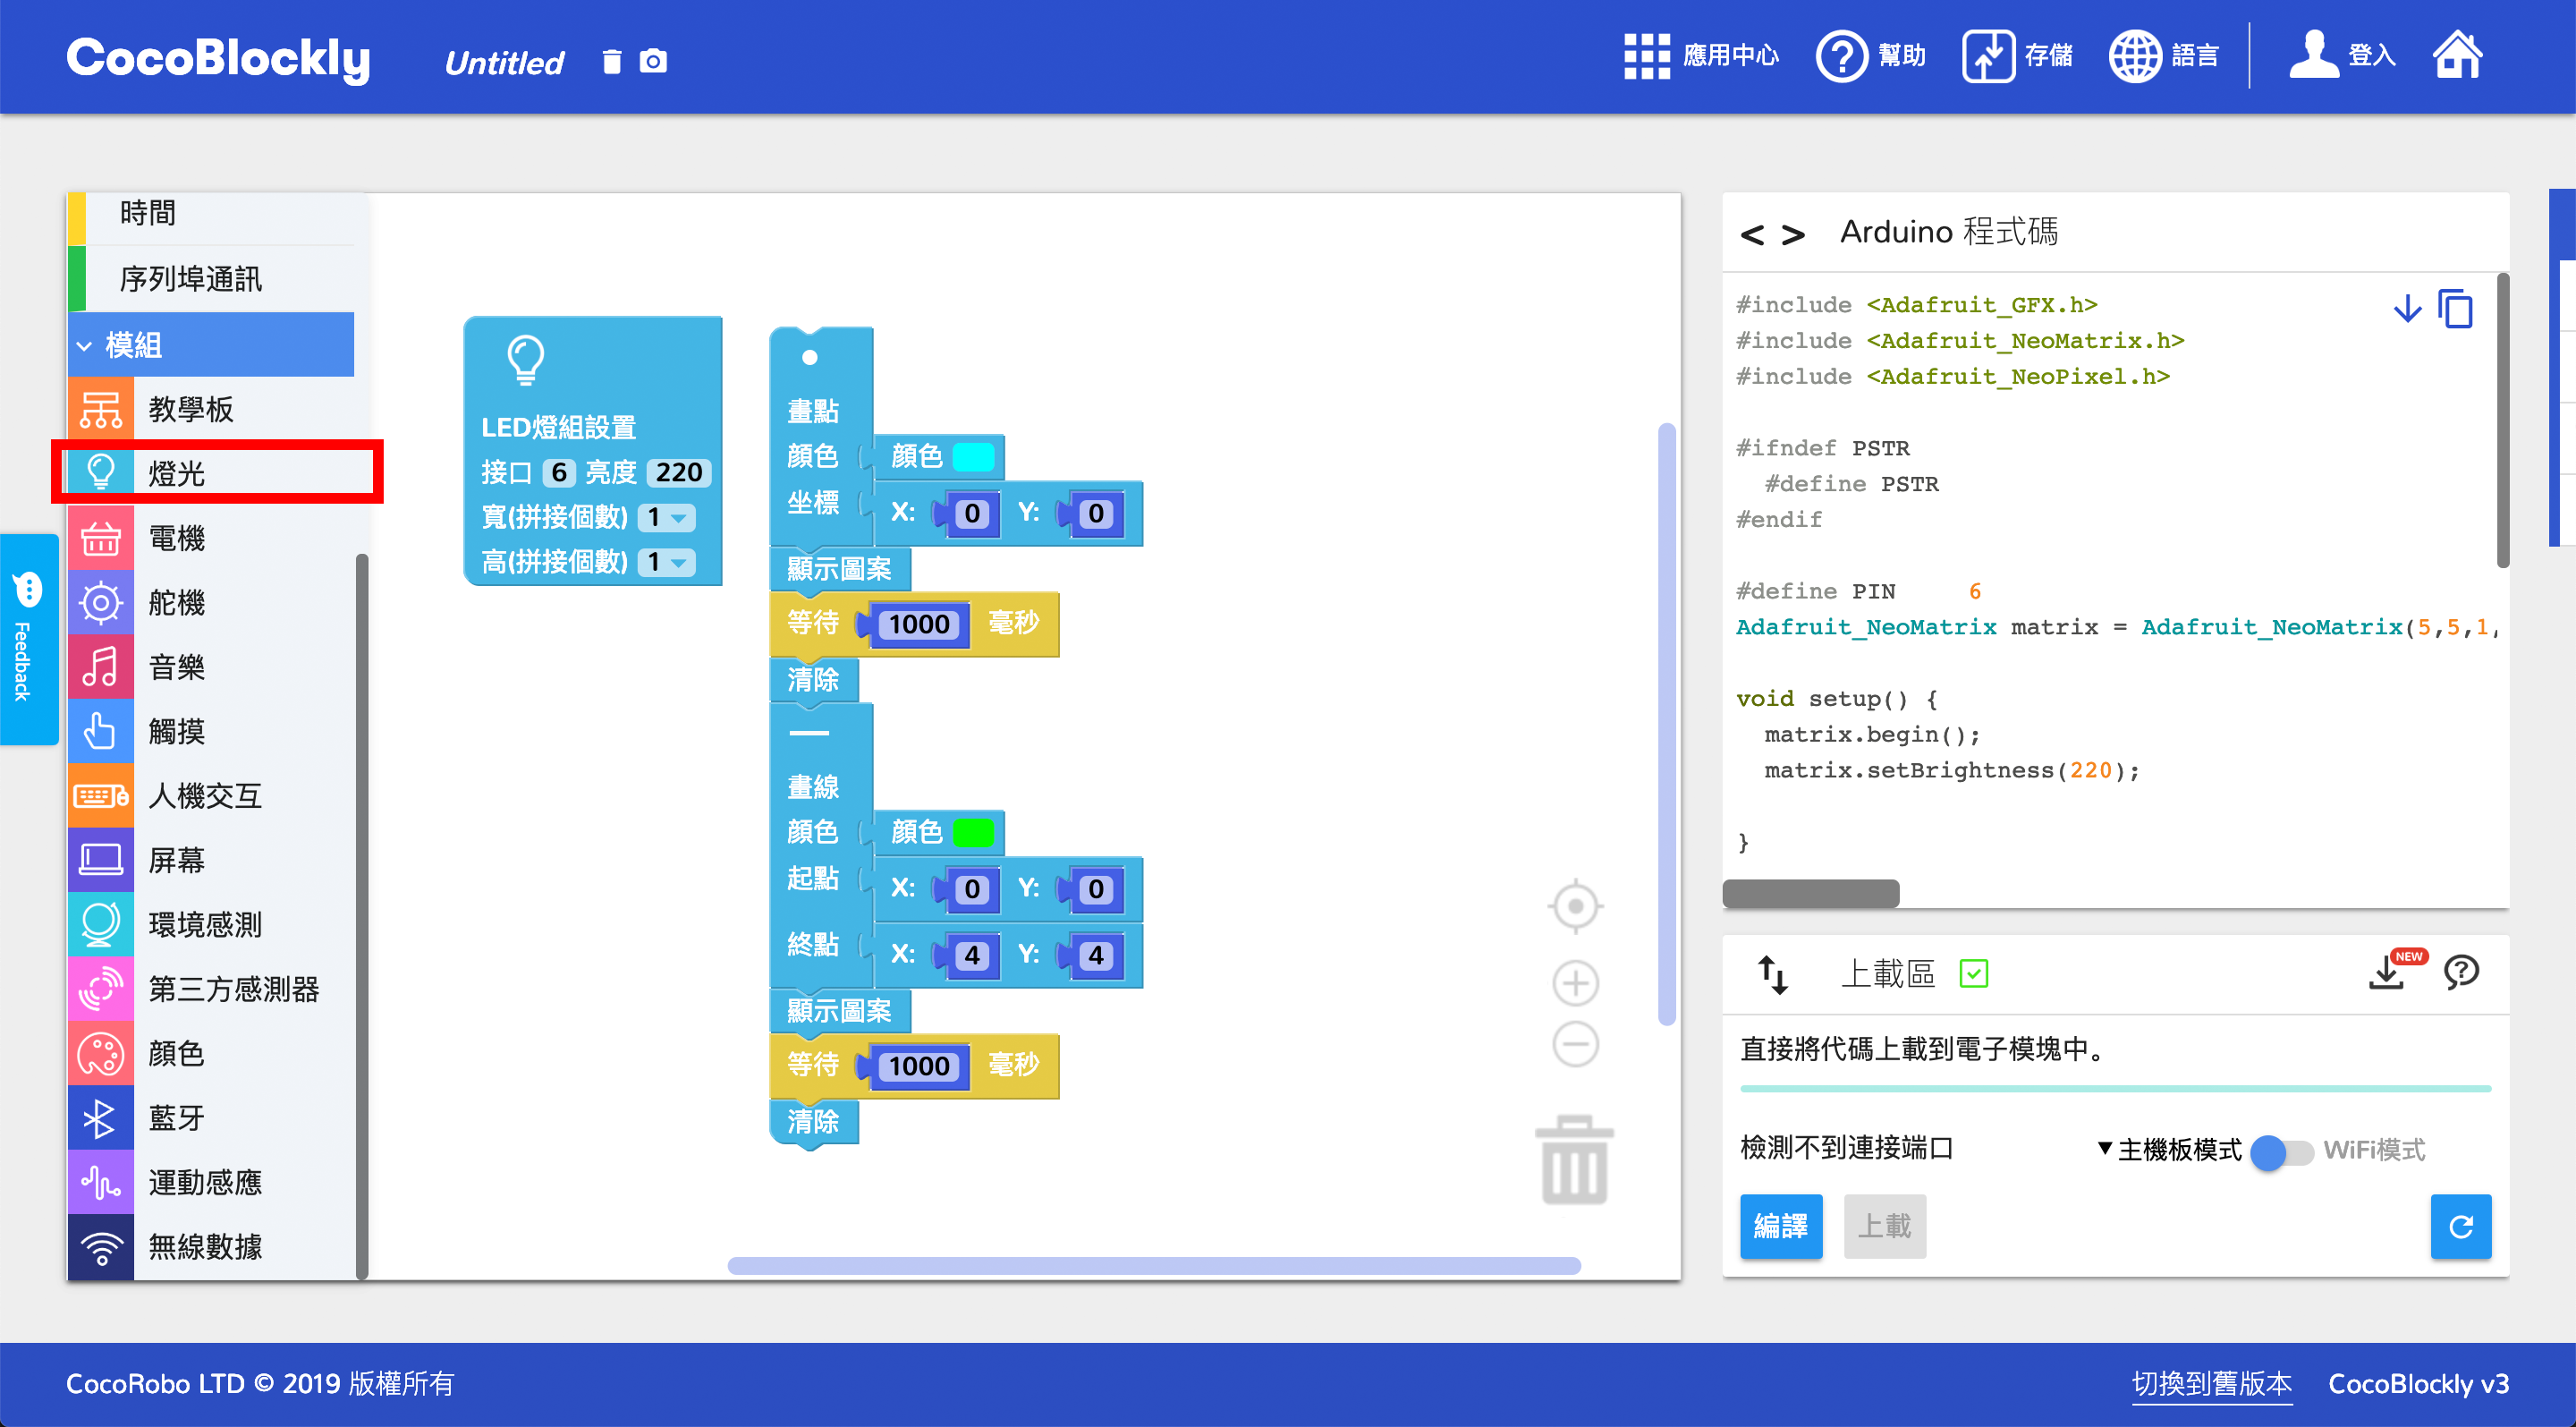 CocoBlockly
Untitled
應用中心
幫助
存儲
語言
登入
時間
序列埠通訊
模組
教學板
燈光
電機
舵機
音樂
觸摸
人機交互
屏幕
環境感測
第三方感測器
顏色
藍牙
運動感應
無線數據
Feedback
LED燈組設置
接口 6 亮度 220
寬(拼接個數) 1
高(拼接個數) 1
畫點
顏色 顏色
坐標 X: 0 Y: 0
顯示圖案
等待 1000 毫秒
清除
畫線
顏色 顏色
起點 X: 0 Y: 0
終點 X: 4 Y: 4
顯示圖案
等待 1000 毫秒
清除
< > Arduino 程式碼
#include <Adafruit_GFX.h>
#include <Adafruit_NeoMatrix.h>
#include <Adafruit_NeoPixel.h>
#ifndef PSTR
#define PSTR
#endif
#define PIN 6
Adafruit_NeoMatrix matrix = Adafruit_NeoMatrix(5,5,1,
void setup() {
matrix.begin();
matrix.setBrightness(220);
}
上載區
NEW
直接將代碼上載到電子模塊中。
檢測不到連接端口
▼主機板模式
WiFi模式
編譯
上載
CocoRobo LTD © 2019 版權所有
切換到舊版本
CocoBlockly v3